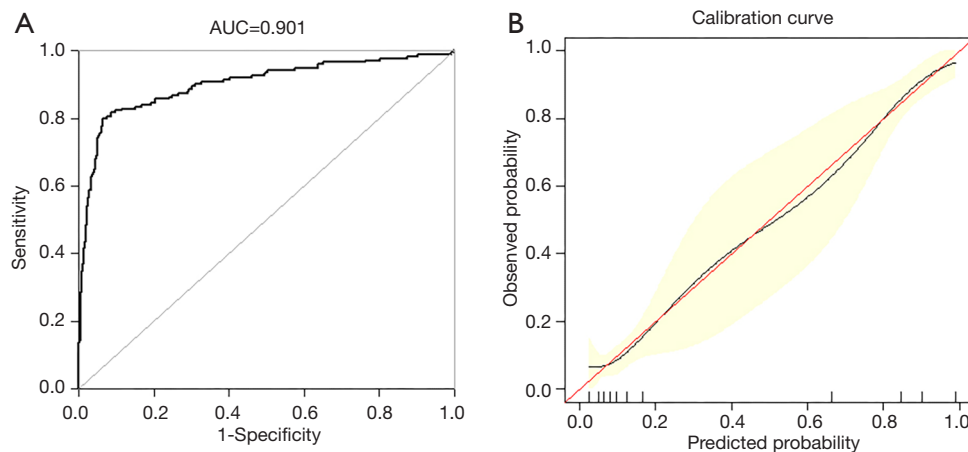 A
AUC=0.901
1.0
0.8
0.6
0.4
0.2
0.0
Sensitivity
0.0 0.2 0.4 0.6 0.8 1.0
1-Specificity
B
Calibration curve
1.0
0.8
0.6
0.4
0.2
0.0
Obsenved probability
0.0 0.2 0.4 0.6 0.8 1.0
Predicted probability